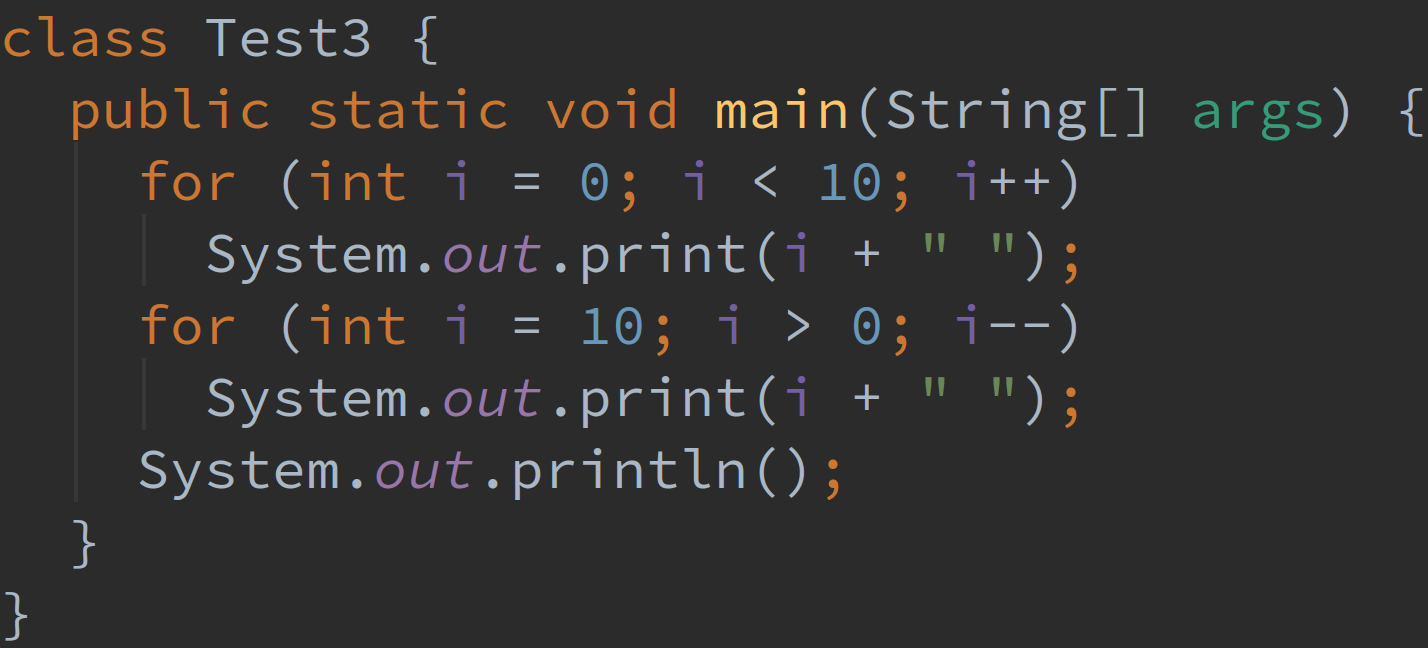 class Test3 {
  public static void main(String[] args) {
    for (int i = 0; i < 10; i++)
      System.out.print(i + " ");
    for (int i = 10; i > 0; i--)
      System.out.print(i + " ");
    System.out.println();
  }
}